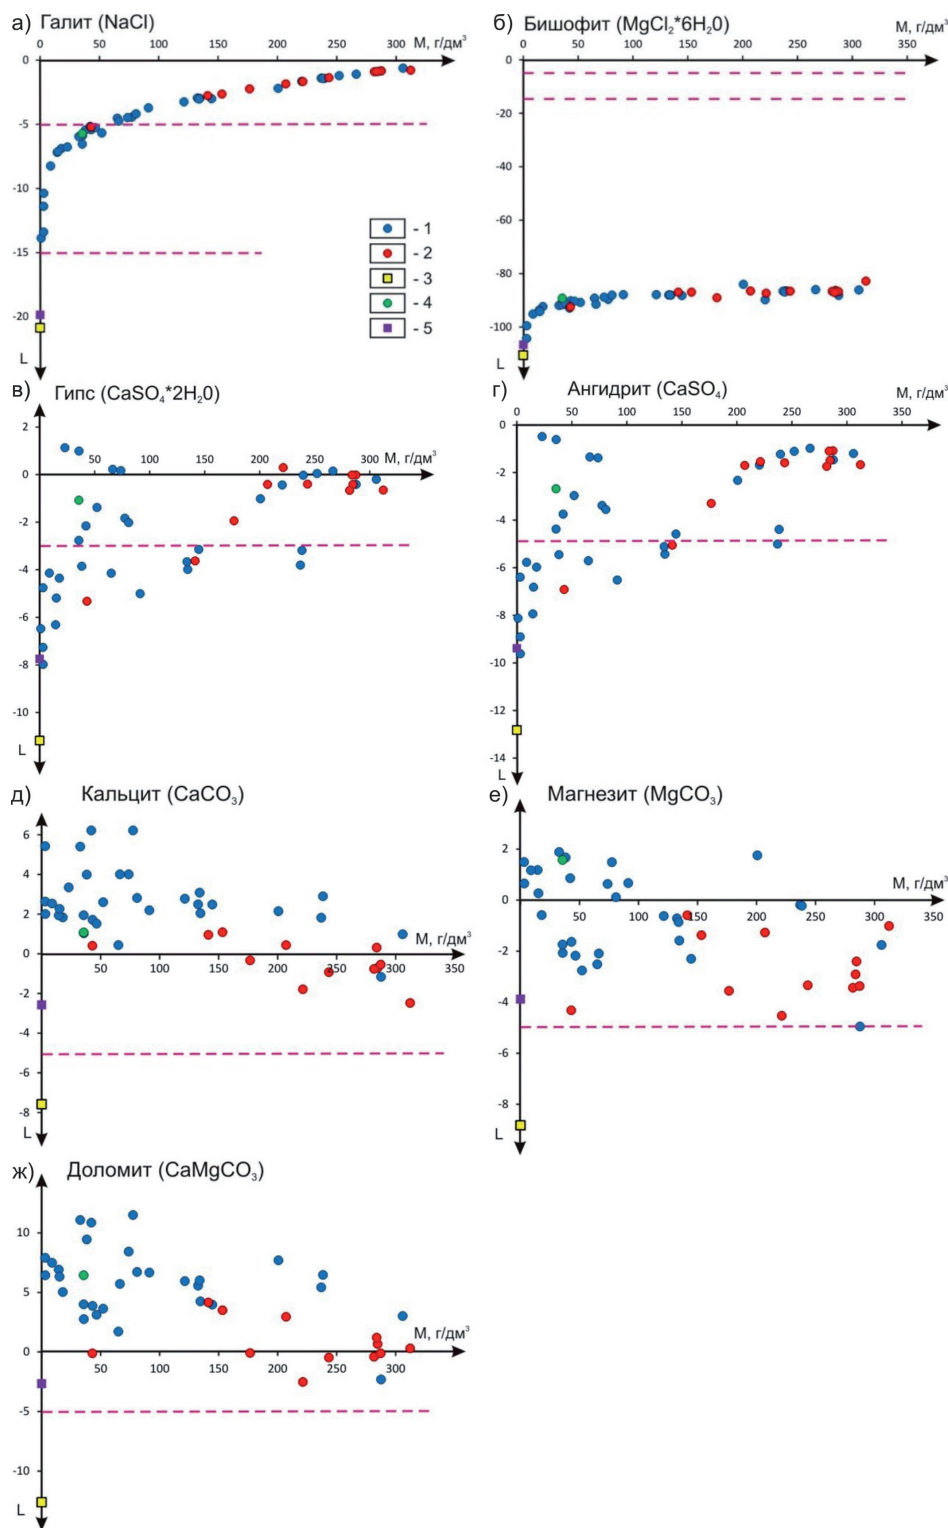 а) Галит (NaCl)
0 50 100 150 200 250 300 М, г/дм³
0
-5
-10
-15
-20
L
- 1
- 2
- 3
- 4
- 5
б) Бишофит (MgCl₂*6H₂0)
М, г/дм³
0 50 100 150 200 250 300 350
0
-20
-40
-60
-80
-100
L
в) Гипс (CaSO₄*2H₂0)
2
0
-2
-4
-6
-8
-10
L
50 100 150 200 250 300
М, г/дм³
г) Ангидрит (CaSO₄)
М, г/дм³
0 50 100 150 200 250 300 350
0
-2
-4
-6
-8
-10
-12
-14
L
д) Кальцит (CaCO₃)
6
4
2
0
-2
-4
-6
-8
L
М, г/дм³
50 100 150 200 250 300 350
е) Магнезит (MgCO₃)
2
0
-2
-4
-6
-8
L
М, г/дм³
50 100 150 200 250 300 350
ж) Доломит (CaMgCO₃)
10
5
0
-5
-10
L
М, г/дм³
50 100 150 200 250 300